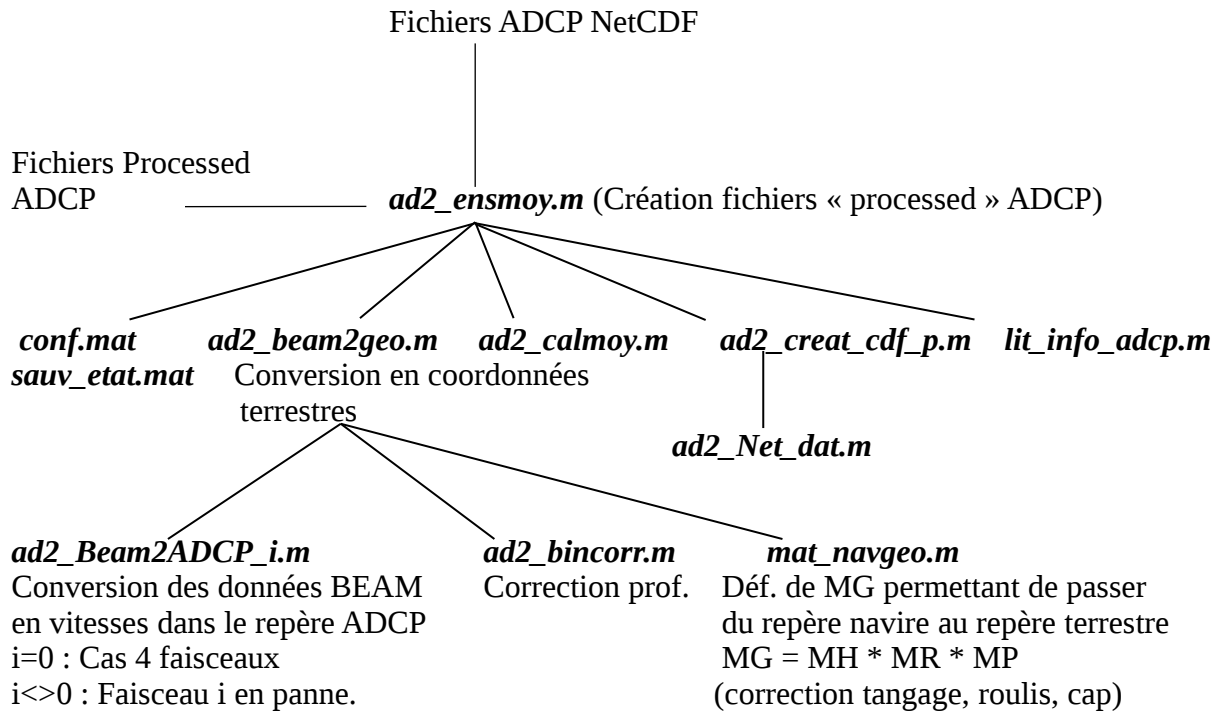 Fichiers ADCP NetCDF
Fichiers Processed
ADCP
ad2_ensmoy.m (Création fichiers « processed » ADCP)
conf.mat
sauv_etat.mat
ad2_beam2geo.m
Conversion en coordonnées
terrestres
ad2_calmoy.m
ad2_creat_cdf_p.m
lit_info_adcp.m
ad2_Net_dat.m
ad2_Beam2ADCP_i.m
Conversion des données BEAM
en vitesses dans le repère ADCP
i=0 : Cas 4 faisceaux
i<>0 : Faisceau i en panne.
ad2_bincorr.m
Correction prof.
mat_navgeo.m
Déf. de MG permettant de passer
du repère navire au repère terrestre
MG = MH * MR * MP
(correction tangage, roulis, cap)